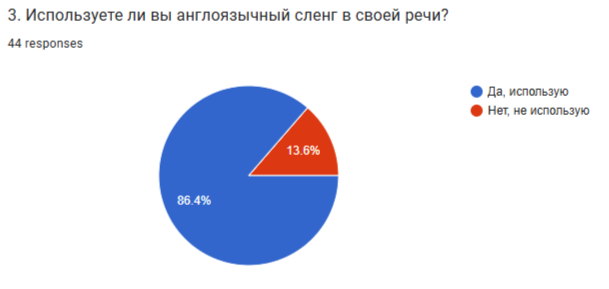 3. Используете ли вы англоязычный сленг в своей речи?
44 responses
Да, использую
Нет, не использую
13.6%
86.4%